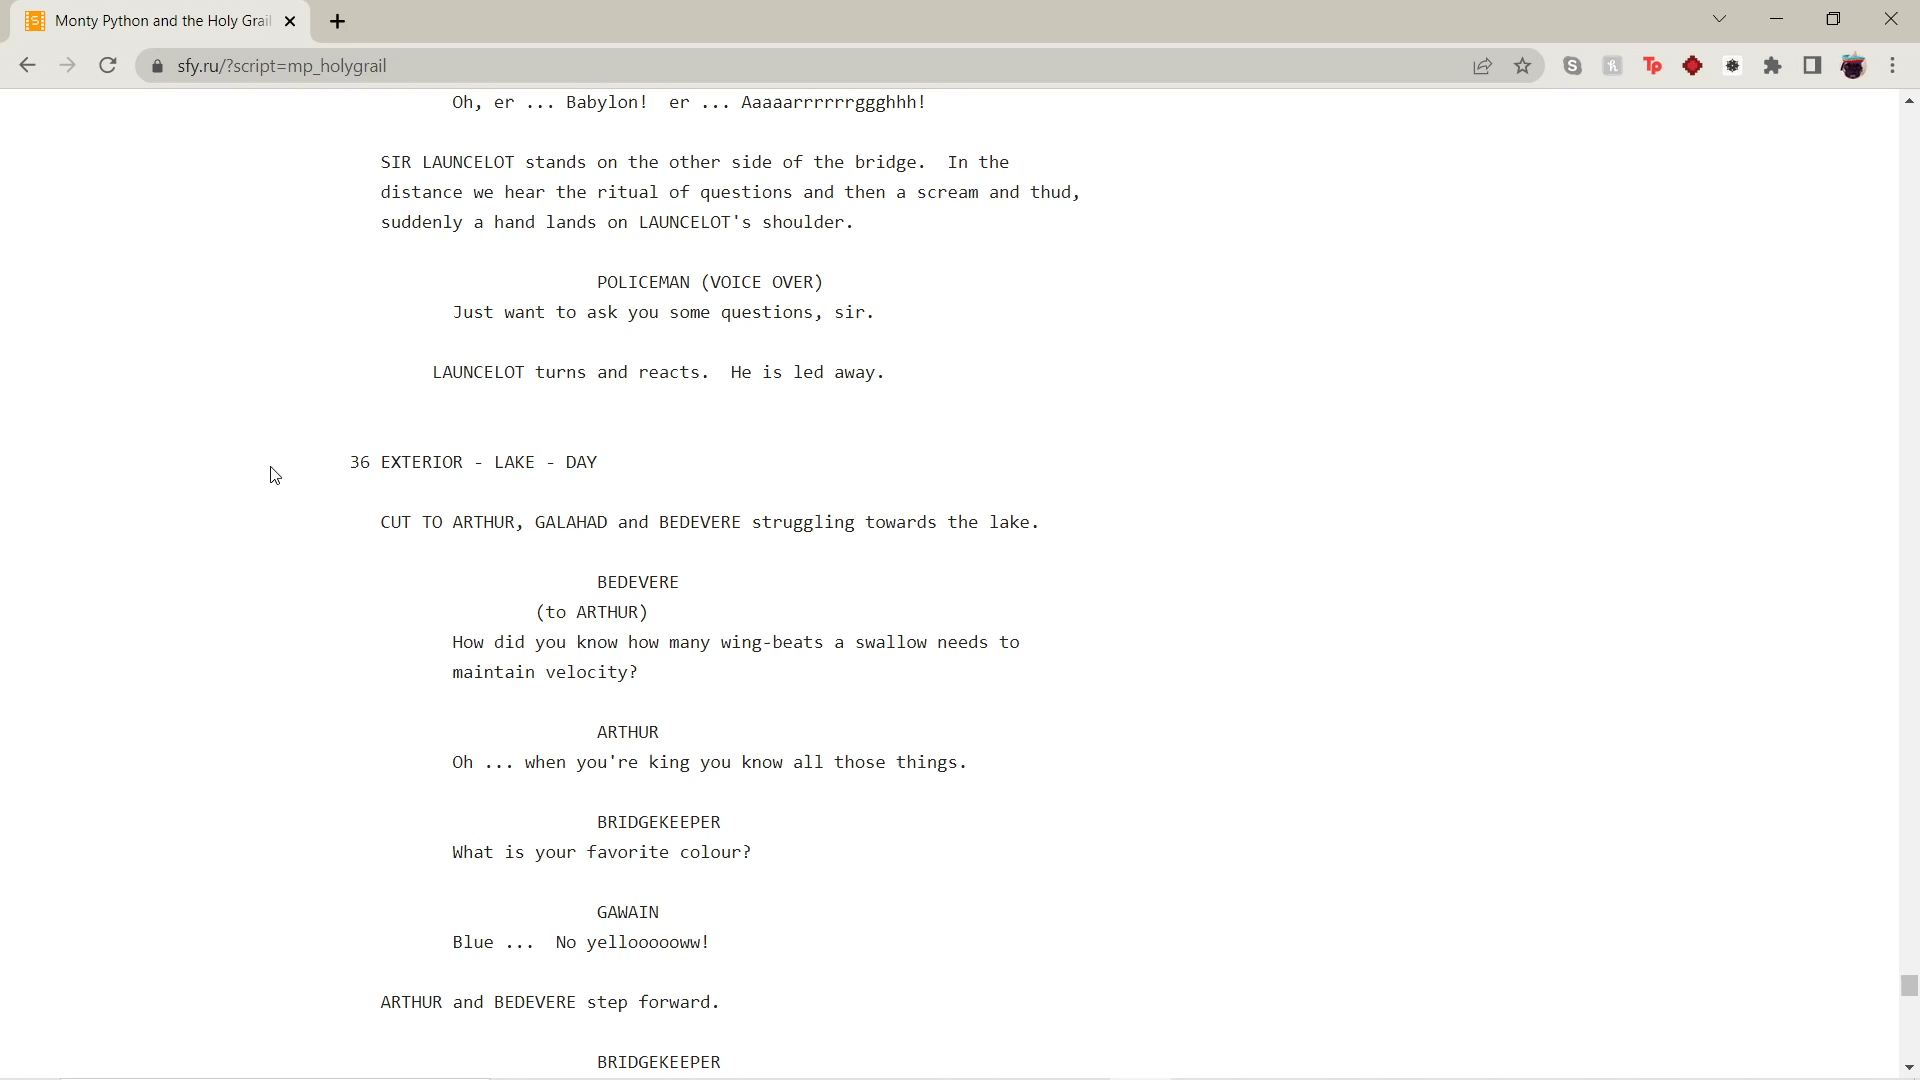 Monty Python and the Holy Grail
sfy.ru/?script=mp_holygrail
Oh, er ... Babylon!  er ... Aaaaarrrrrrggghhh!
SIR LAUNCELOT stands on the other side of the bridge.  In the
distance we hear the ritual of questions and then a scream and thud,
suddenly a hand lands on LAUNCELOT's shoulder.
POLICEMAN (VOICE OVER)
Just want to ask you some questions, sir.
LAUNCELOT turns and reacts.  He is led away.
36 EXTERIOR - LAKE - DAY
CUT TO ARTHUR, GALAHAD and BEDEVERE struggling towards the lake.
BEDEVERE
(to ARTHUR)
How did you know how many wing-beats a swallow needs to
maintain velocity?
ARTHUR
Oh ... when you're king you know all those things.
BRIDGEKEEPER
What is your favorite colour?
GAWAIN
Blue ...  No yelloooooww!
ARTHUR and BEDEVERE step forward.
BRIDGEKEEPER